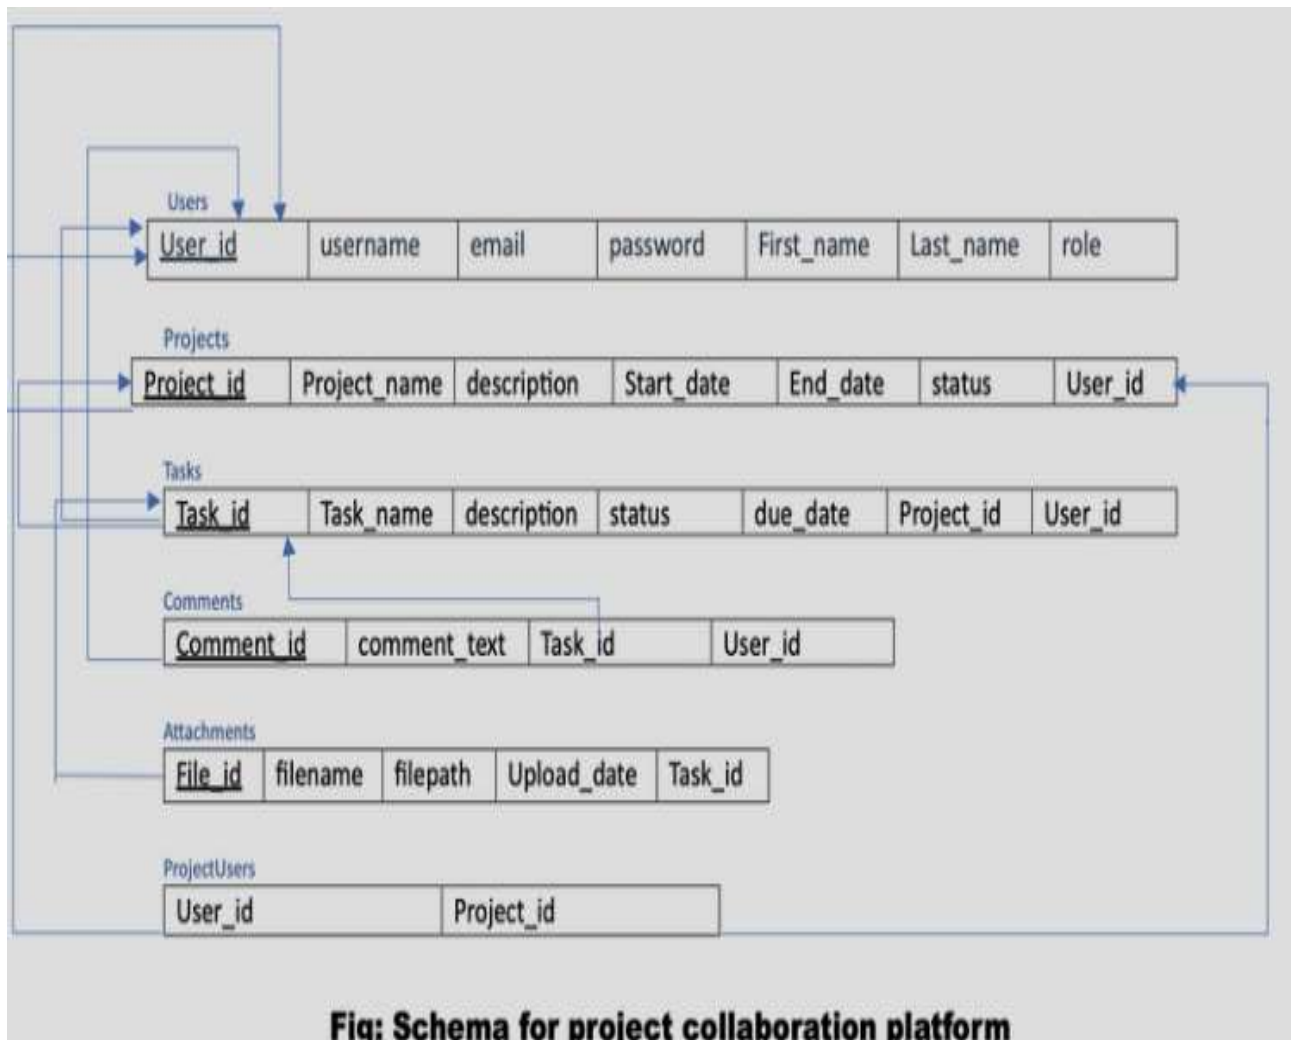 Users
User_id username email password First_name Last_name role
Projects
Project_id Project_name description Start_date End_date status User_id
Tasks
Task_id Task_name description status due_date Project_id User_id
Comments
Comment_id comment_text Task_id User_id
Attachments
File_id filename filepath Upload_date Task_id
ProjectUsers
User_id Project_id
Fig: Schema for project collaboration platform